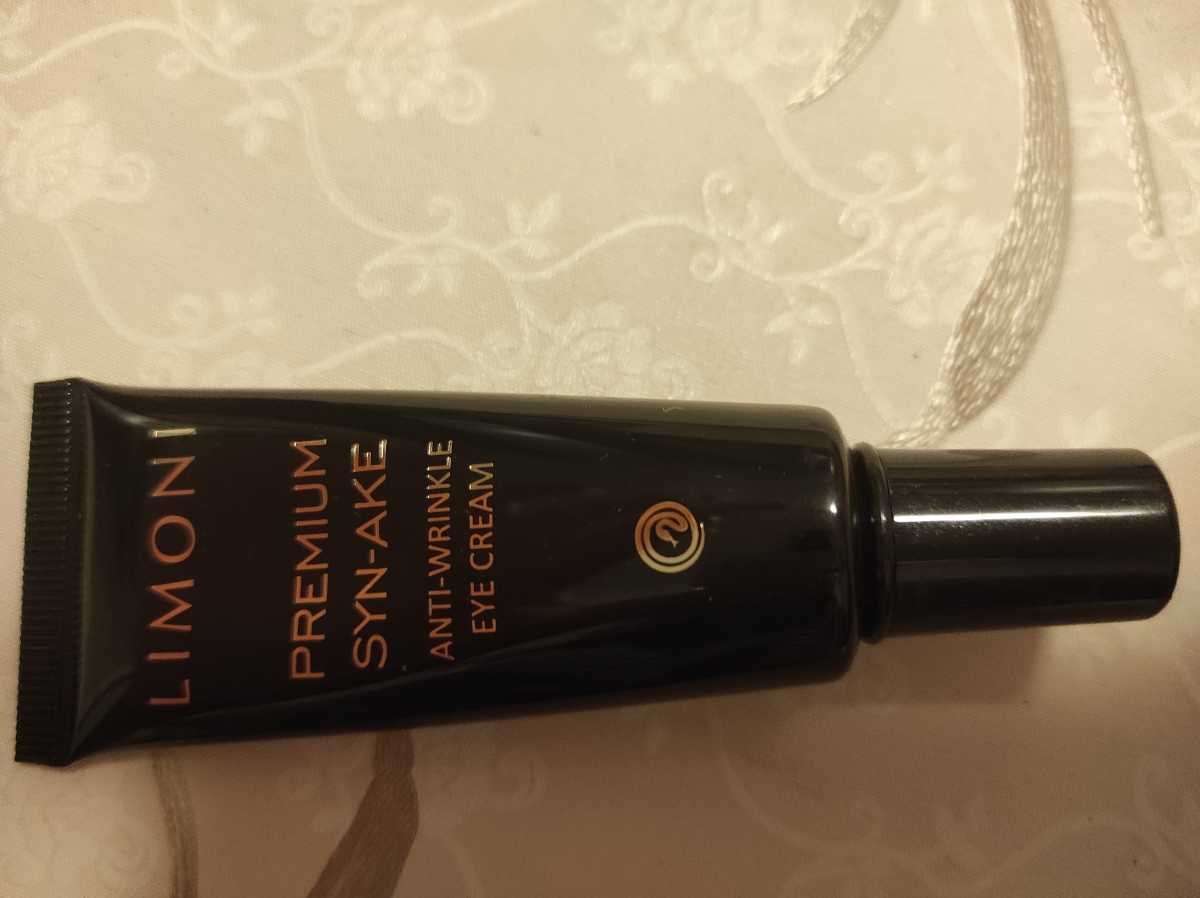 LIMONI
PREMIUM
SYN-AKE
ANTI-WRINKLE
EYE CREAM